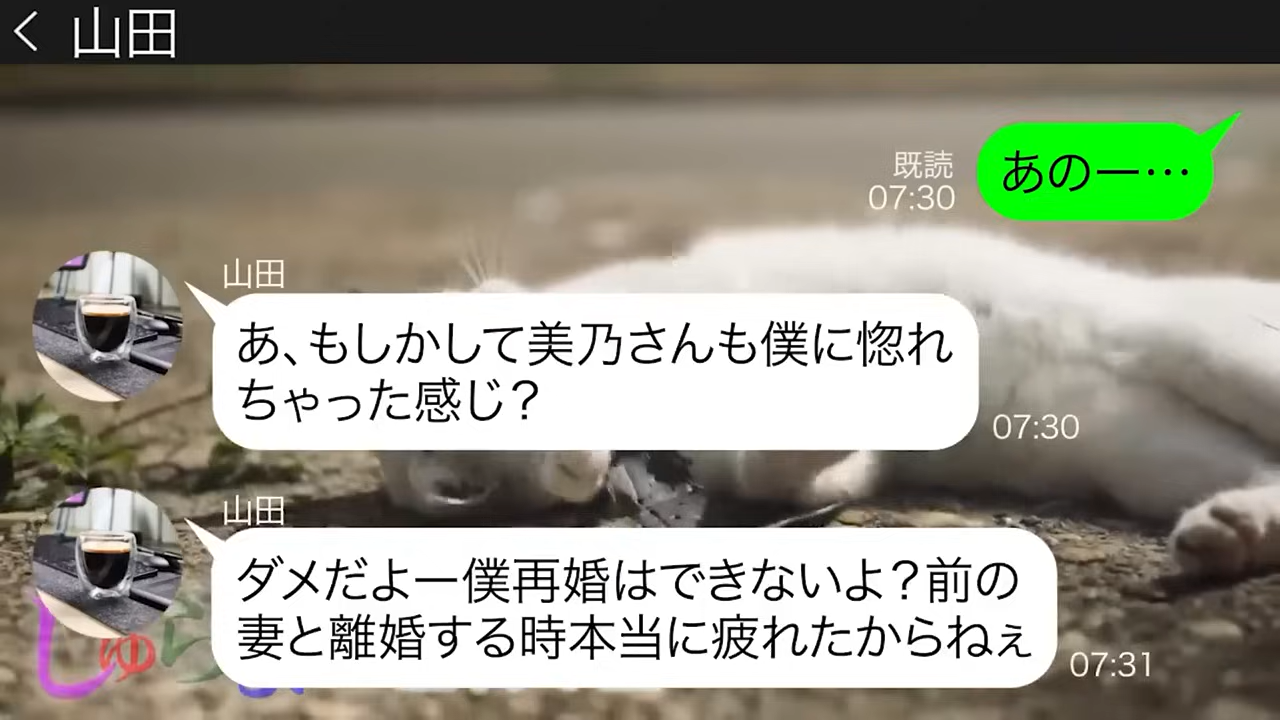 山田
あのー…
既読
07:30
山田
あ、もしかして美乃さんも僕に惚れ
ちゃった感じ？
07:30
山田
ダメだよー僕再婚はできないよ？前の
妻と離婚する時本当に疲れたからねぇ
07:31
しゅら